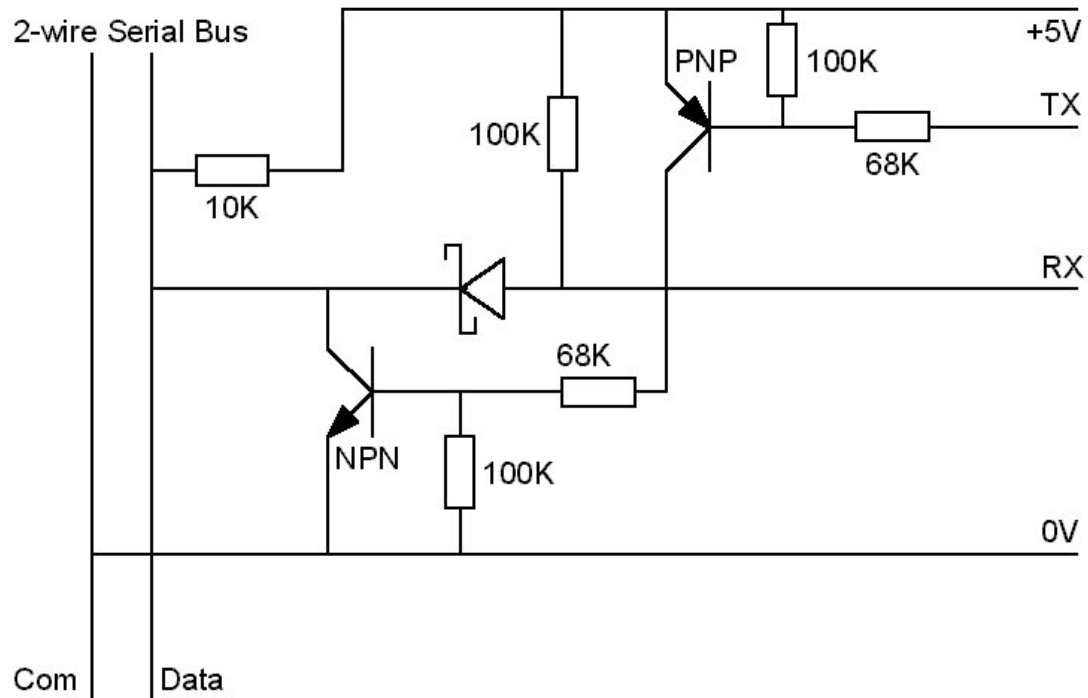 2-wire Serial Bus
+5V
PNP
100K
TX
100K
68K
10K
RX
68K
NPN
100K
0V
Com
Data